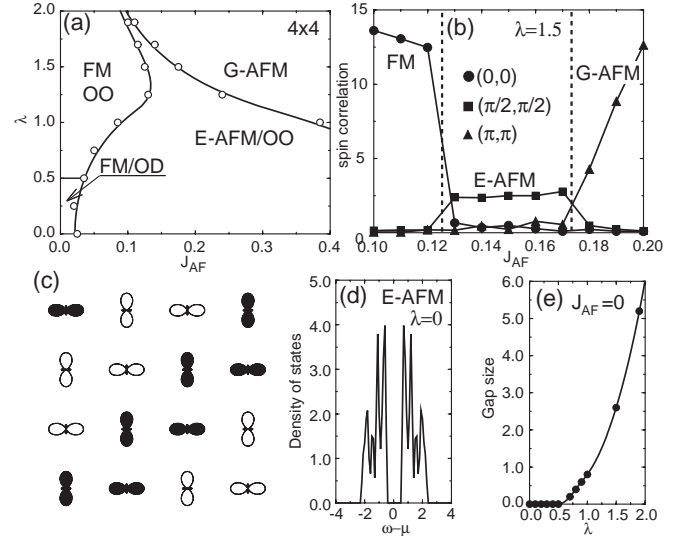 (a) 4x4
2.0
1.5
1.0
0.5
0.0
λ
FM
OO
G-AFM
E-AFM/OO
FM/OD
0.0 0.1 0.2 0.3 0.4
J_AF
(b) λ=1.5
15
10
5
0
spin correlation
FM
G-AFM
(0,0)
(π/2,π/2)
(π,π)
E-AFM
0.10 0.12 0.14 0.16 0.18 0.20
J_AF
(c)
(d) E-AFM
λ=0
5.0
4.0
3.0
2.0
1.0
0.0
Density of states
-4 -2 0 2 4
ω−μ
(e) J_AF=0
6.0
5.0
4.0
3.0
2.0
1.0
0.0
Gap size
0.0 0.5 1.0 1.5 2.0
λ